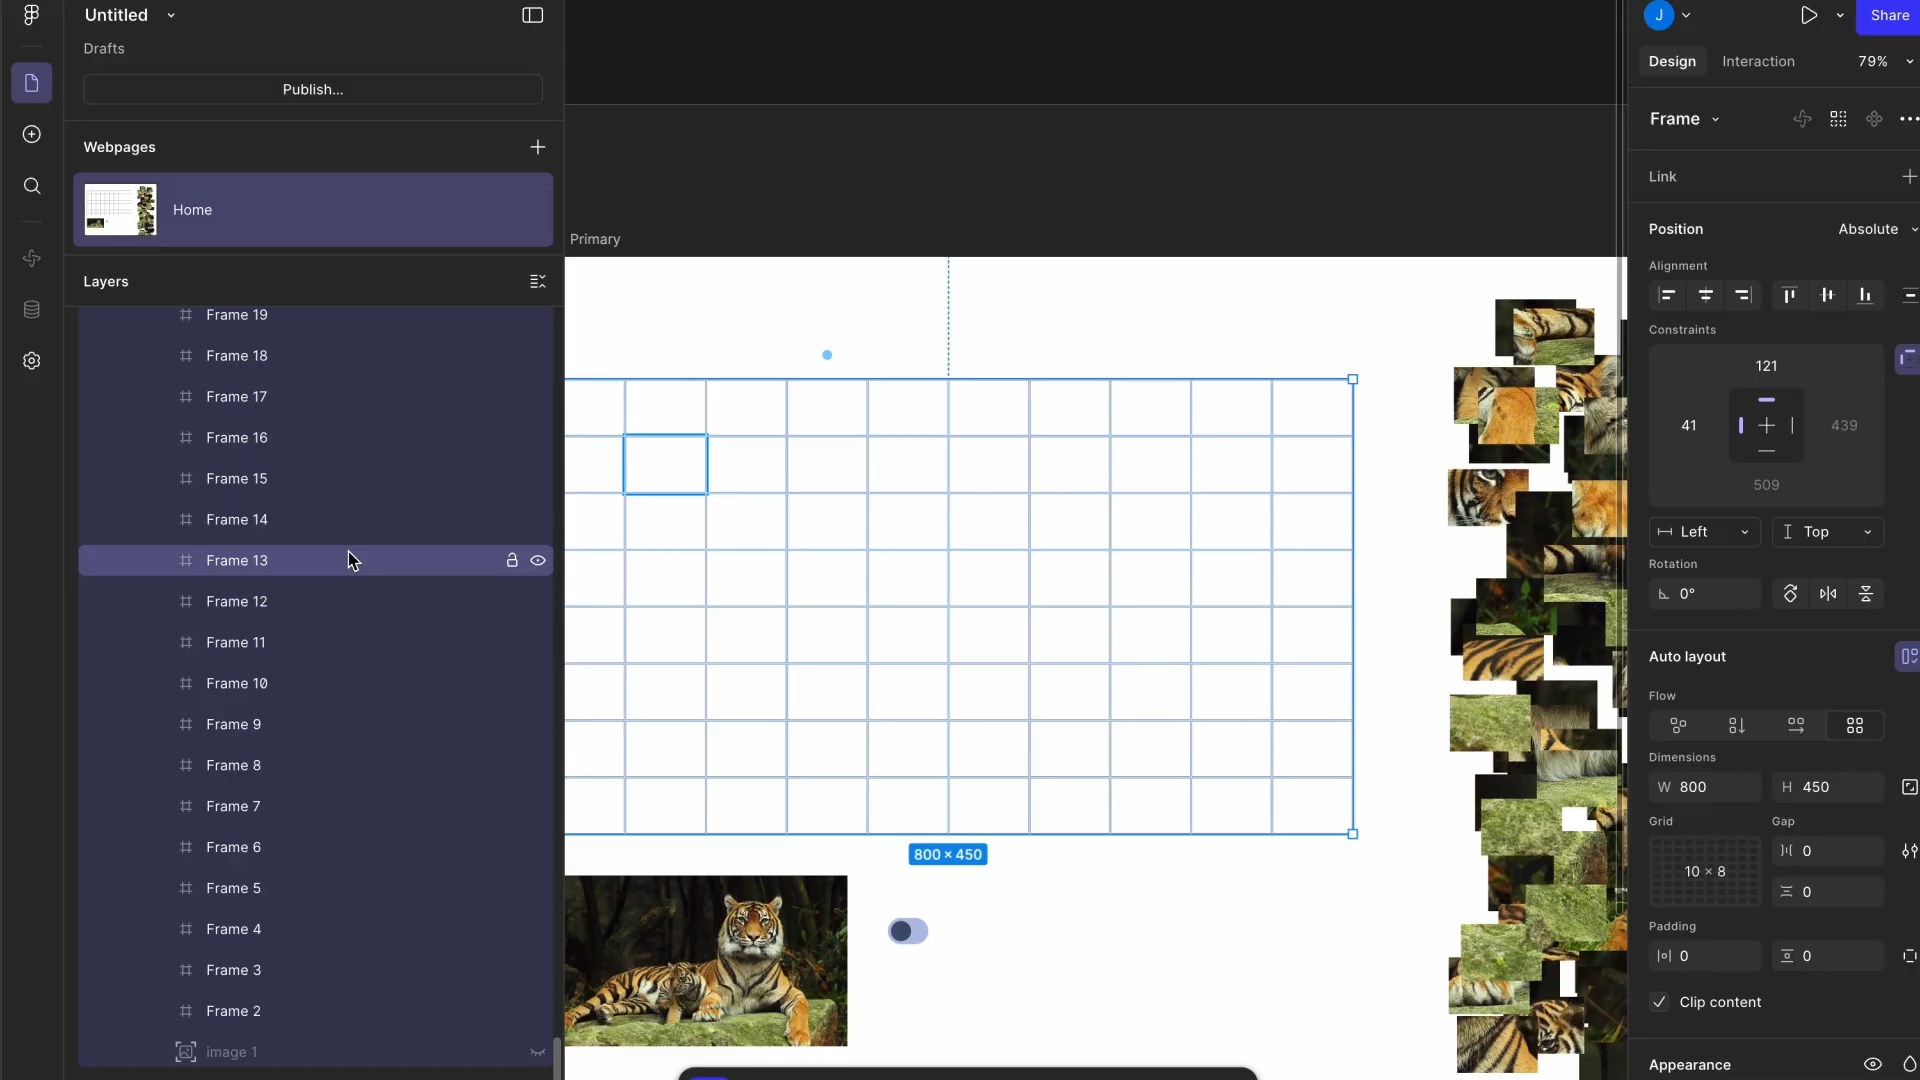 Untitled
Drafts
Publish...
Webpages
Home
Layers
Frame 19
Frame 18
Frame 17
Frame 16
Frame 15
Frame 14
Frame 13
Frame 12
Frame 11
Frame 10
Frame 9
Frame 8
Frame 7
Frame 6
Frame 5
Frame 4
Frame 3
Frame 2
image 1
Primary
800 × 450
J
Share
Design
Interaction
79%
Frame
Link
Position
Absolute
Alignment
Constraints
121
41
439
509
Left
Top
Rotation
0°
Auto layout
Flow
Dimensions
W 800
H 450
Grid
Gap
10 × 8
0
0
Padding
0
0
Clip content
Appearance